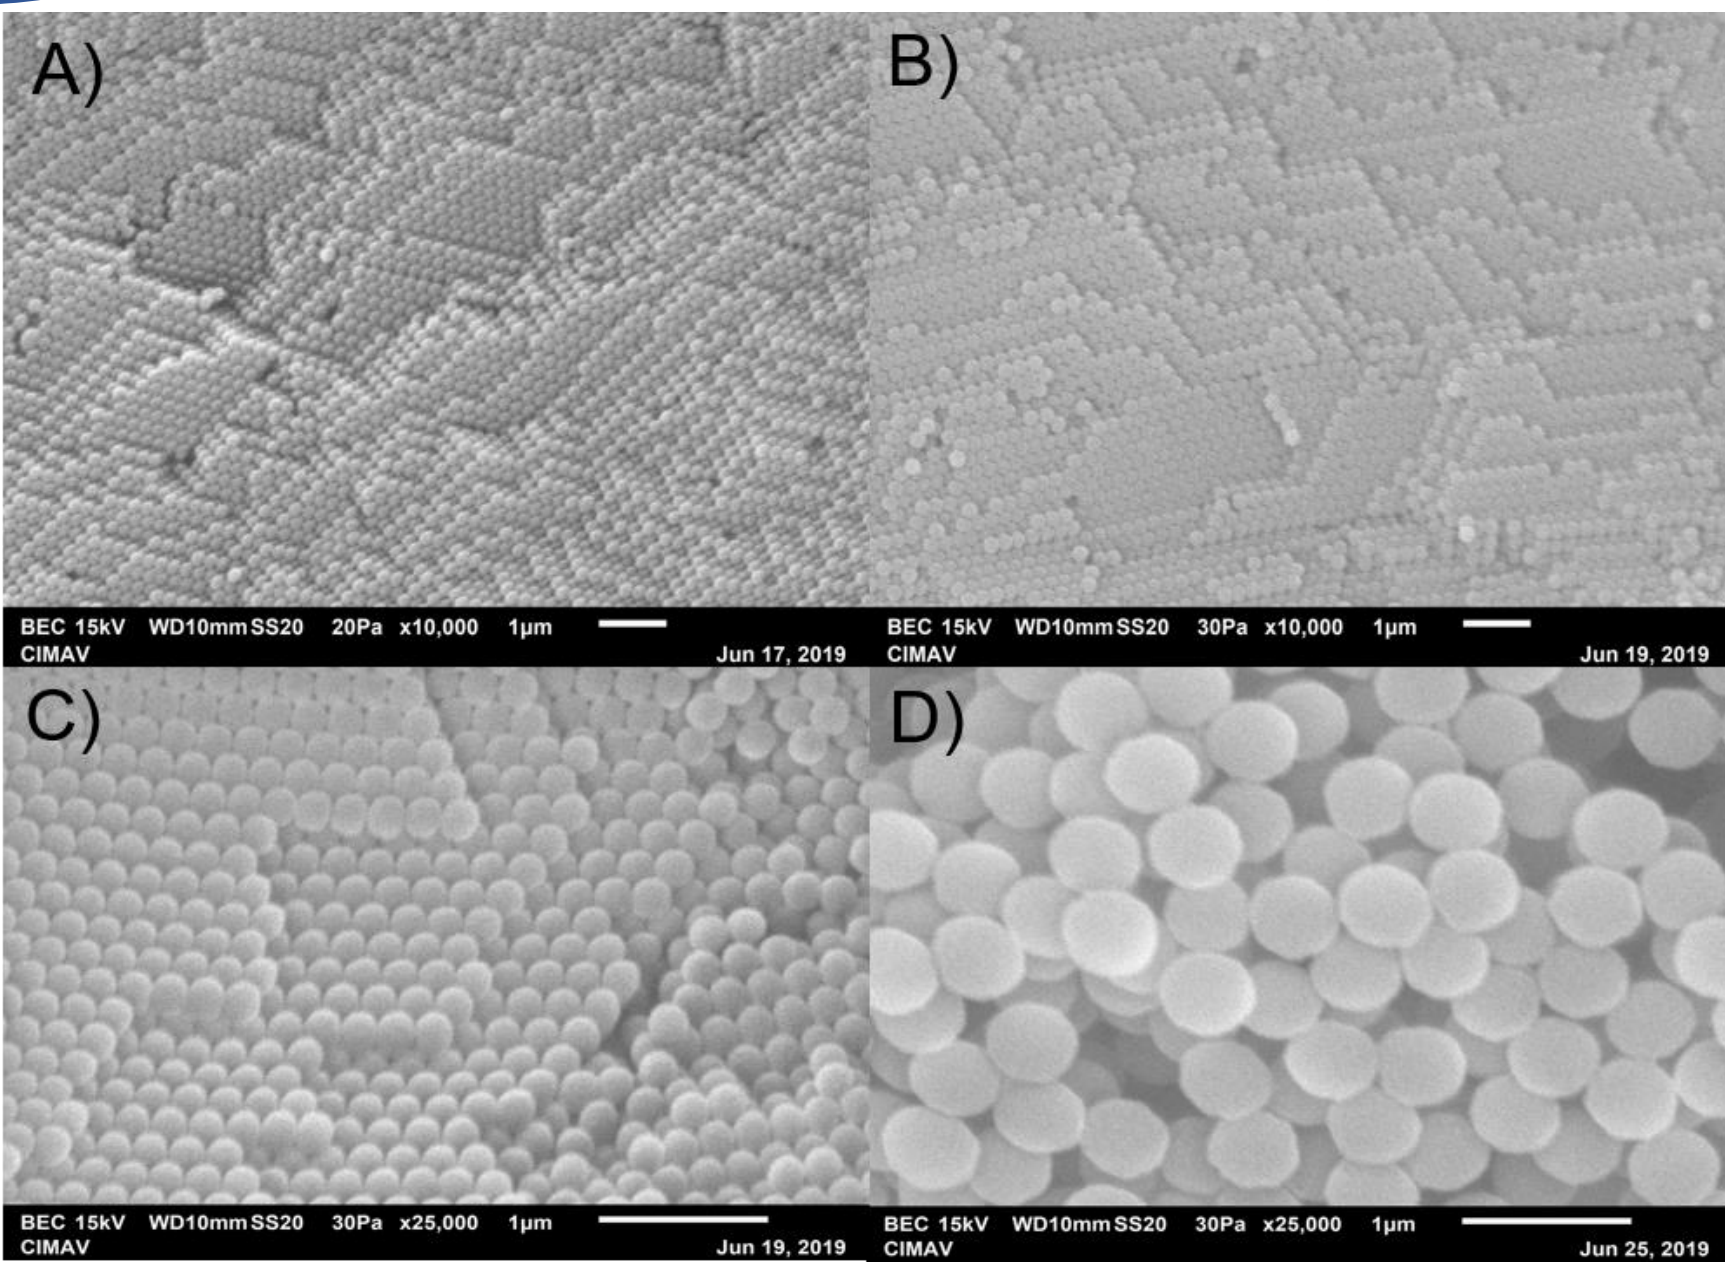 A)
B)
BEC 15kV WD10mm SS20 20Pa x10,000 1µm
CIMAV
Jun 17, 2019
BEC 15kV WD10mm SS20 30Pa x10,000 1µm
CIMAV
Jun 19, 2019
C)
D)
BEC 15kV WD10mm SS20 30Pa x25,000 1µm
CIMAV
Jun 19, 2019
BEC 15kV WD10mm SS20 30Pa x25,000 1µm
CIMAV
Jun 25, 2019